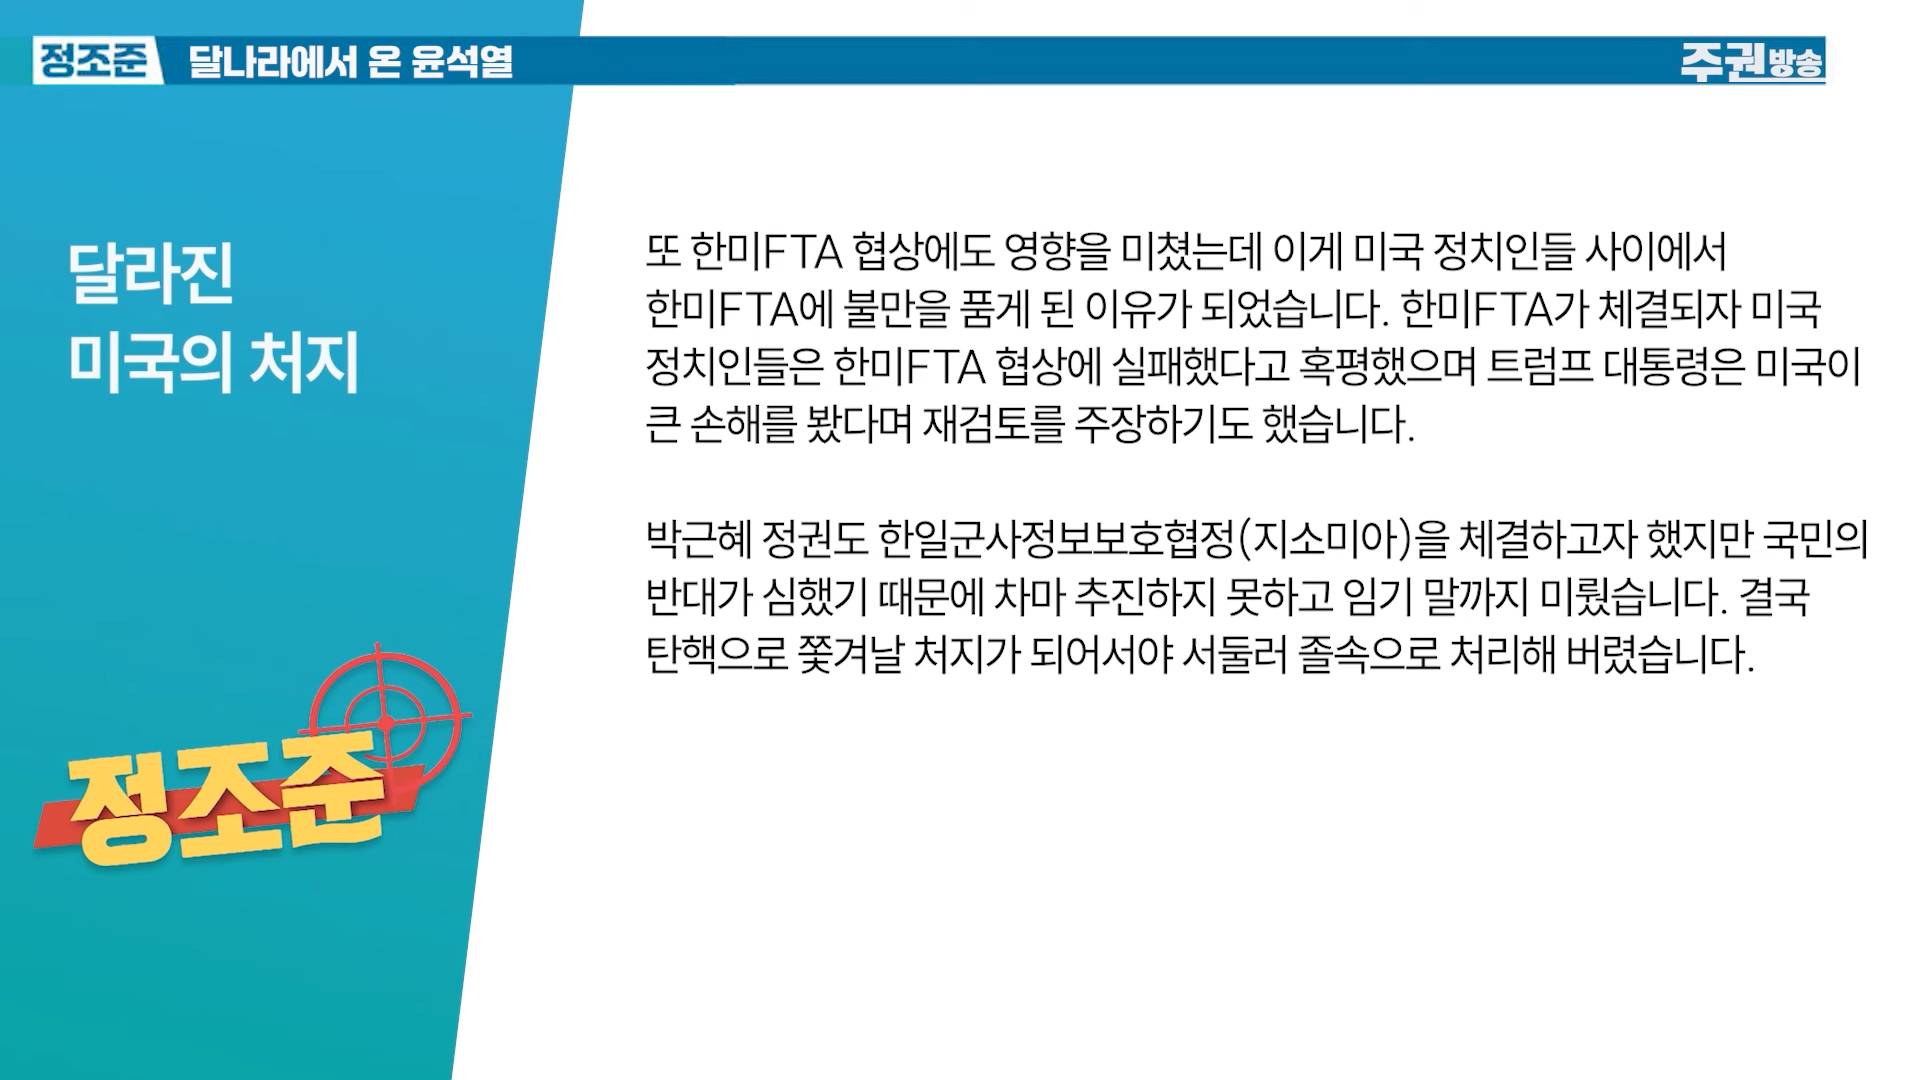 정조준 달나라에서 온 윤석열 주권방송
달라진
미국의 처지
또 한미FTA 협상에도 영향을 미쳤는데 이게 미국 정치인들 사이에서
한미FTA에 불만을 품게 된 이유가 되었습니다. 한미FTA가 체결되자 미국
정치인들은 한미FTA 협상에 실패했다고 혹평했으며 트럼프 대통령은 미국이
큰 손해를 봤다며 재검토를 주장하기도 했습니다.
박근혜 정권도 한일군사정보보호협정(지소미아)을 체결하고자 했지만 국민의
반대가 심했기 때문에 차마 추진하지 못하고 임기 말까지 미뤘습니다. 결국
탄핵으로 쫓겨날 처지가 되어서야 서둘러 졸속으로 처리해 버렸습니다.
정조준